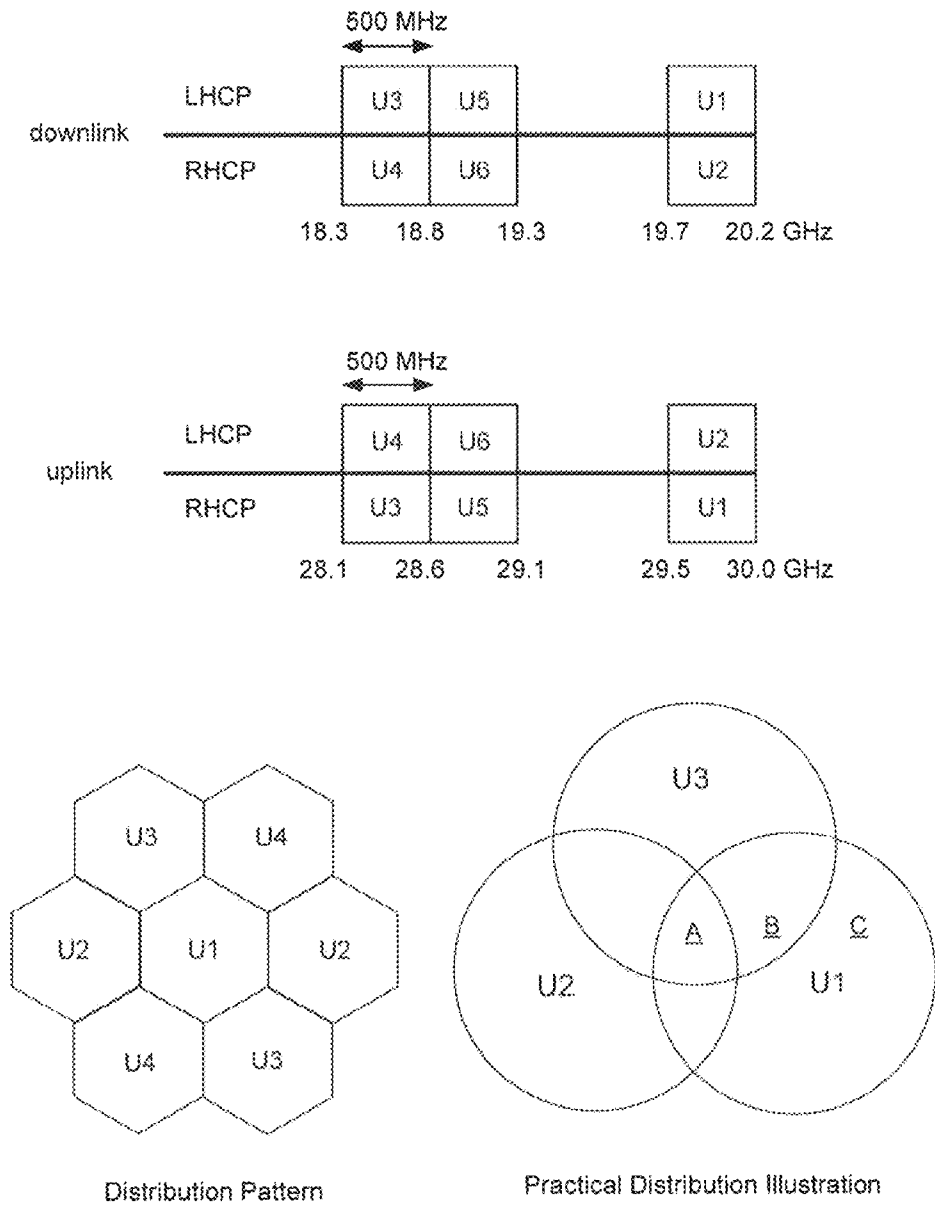 500 MHz
LHCP U3 U5 U1
downlink
RHCP U4 U6 U2
18.3 18.8 19.3 19.7 20.2 GHz
500 MHz
LHCP U4 U6 U2
uplink
RHCP U3 U5 U1
28.1 28.6 29.1 29.5 30.0 GHz
U3 U4
U2 U1 U2
U4 U3
Distribution Pattern
U3
A B C
U2 U1
Practical Distribution Illustration